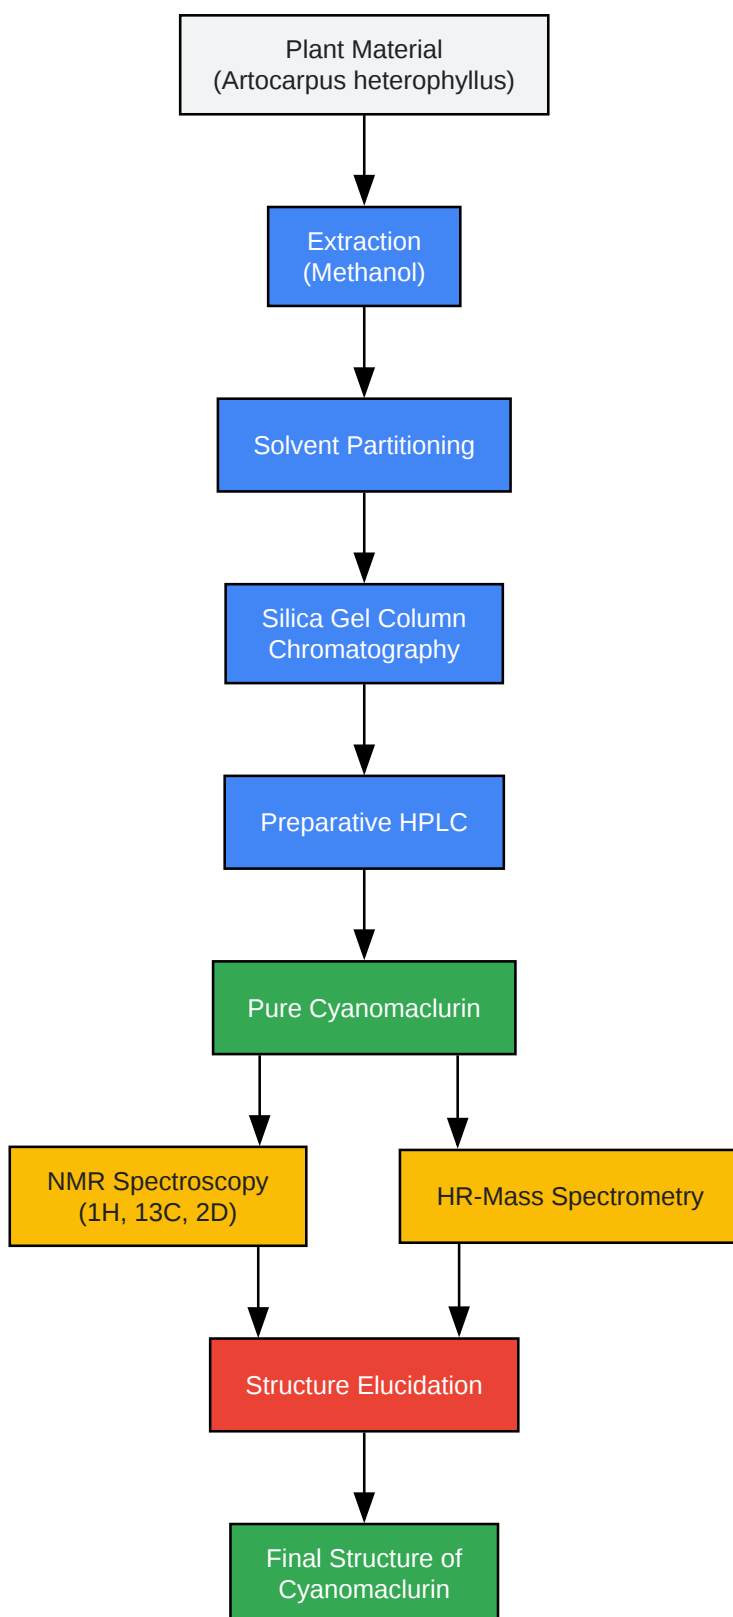 Plant Material
(Artocarpus heterophyllus)
Extraction
(Methanol)
Solvent Partitioning
Silica Gel Column
Chromatography
Preparative HPLC
Pure Cyanomaclurin
NMR Spectroscopy
(1H, 13C, 2D)
HR-Mass Spectrometry
Structure Elucidation
Final Structure of
Cyanomaclurin